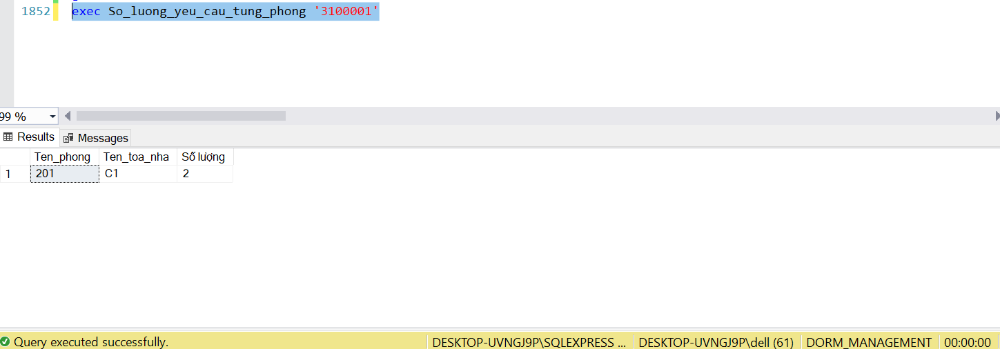 1852 exec So_luong_yeu_cau_tung_phong '3100001'
99 %
Results Messages
Ten_phong Ten_toa_nha Số lượng
1 201 C1 2
Query executed successfully. DESKTOP-UVNGJ9P\SQLEXPRESS ... DESKTOP-UVNGJ9P\dell (61) DORM_MANAGEMENT 00:00:00